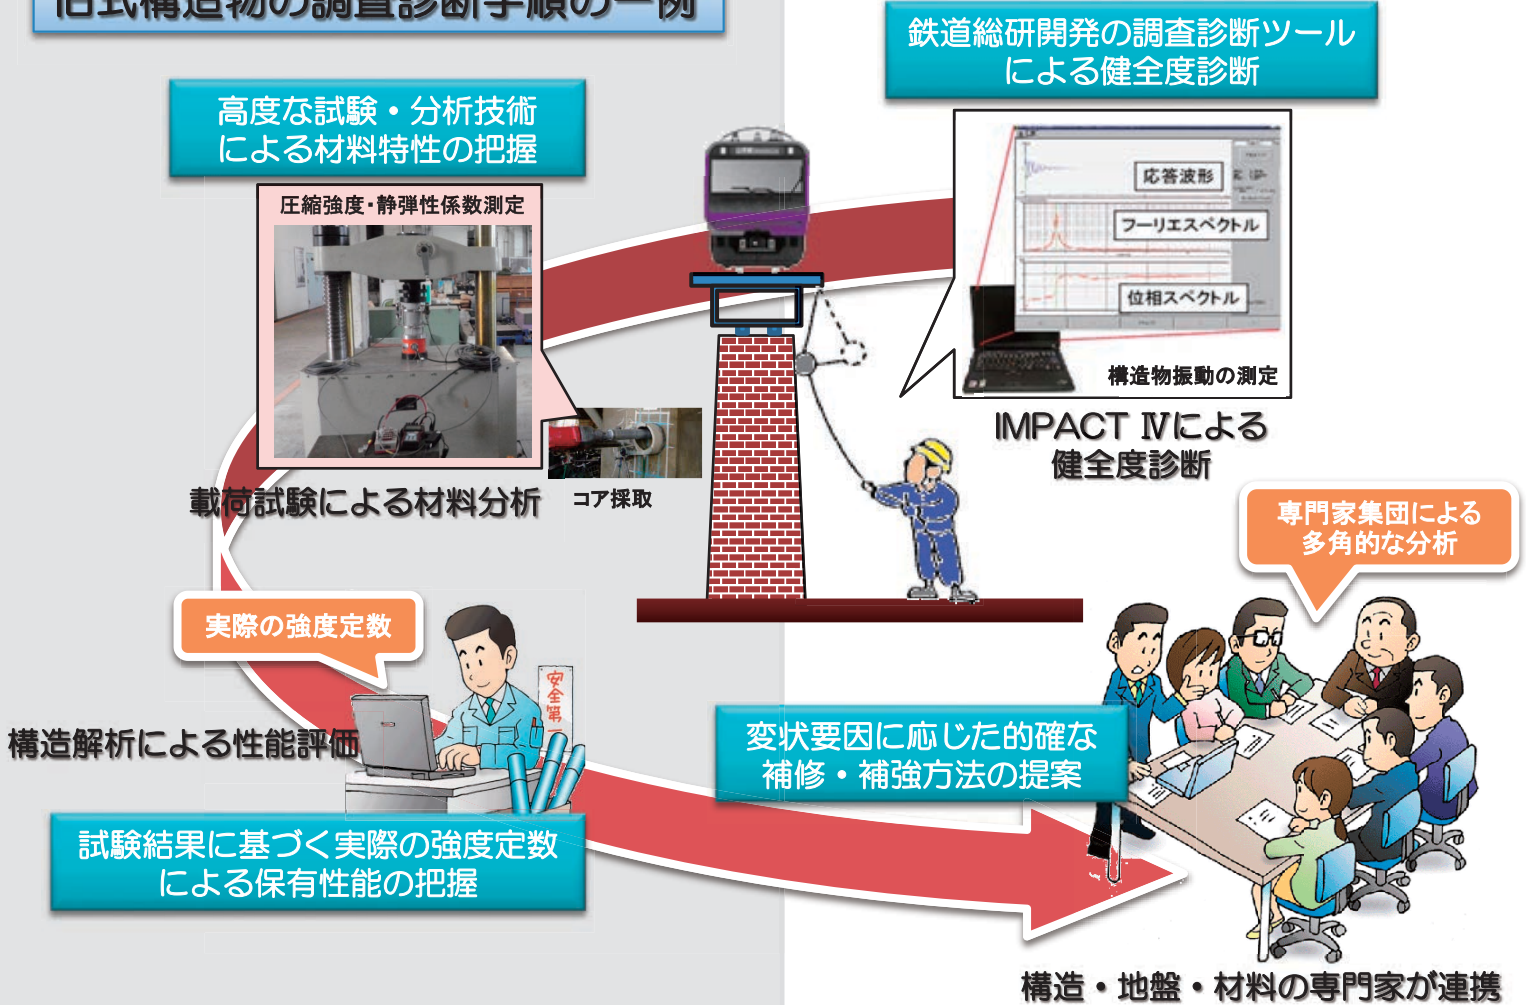 旧式構造物の調査診断手順の一例
鉄道総研開発の調査診断ツール
による健全度診断
高度な試験・分析技術
による材料特性の把握
圧縮強度・静弾性係数測定
応答波形
フーリエスペクトル
位相スペクトル
構造物振動の測定
IMPACT Ⅳによる
健全度診断
載荷試験による材料分析
コア採取
専門家集団による
多角的な分析
実際の強度定数
安全第一
構造解析による性能評価
変状要因に応じた的確な
補修・補強方法の提案
試験結果に基づく実際の強度定数
による保有性能の把握
構造・地盤・材料の専門家が連携